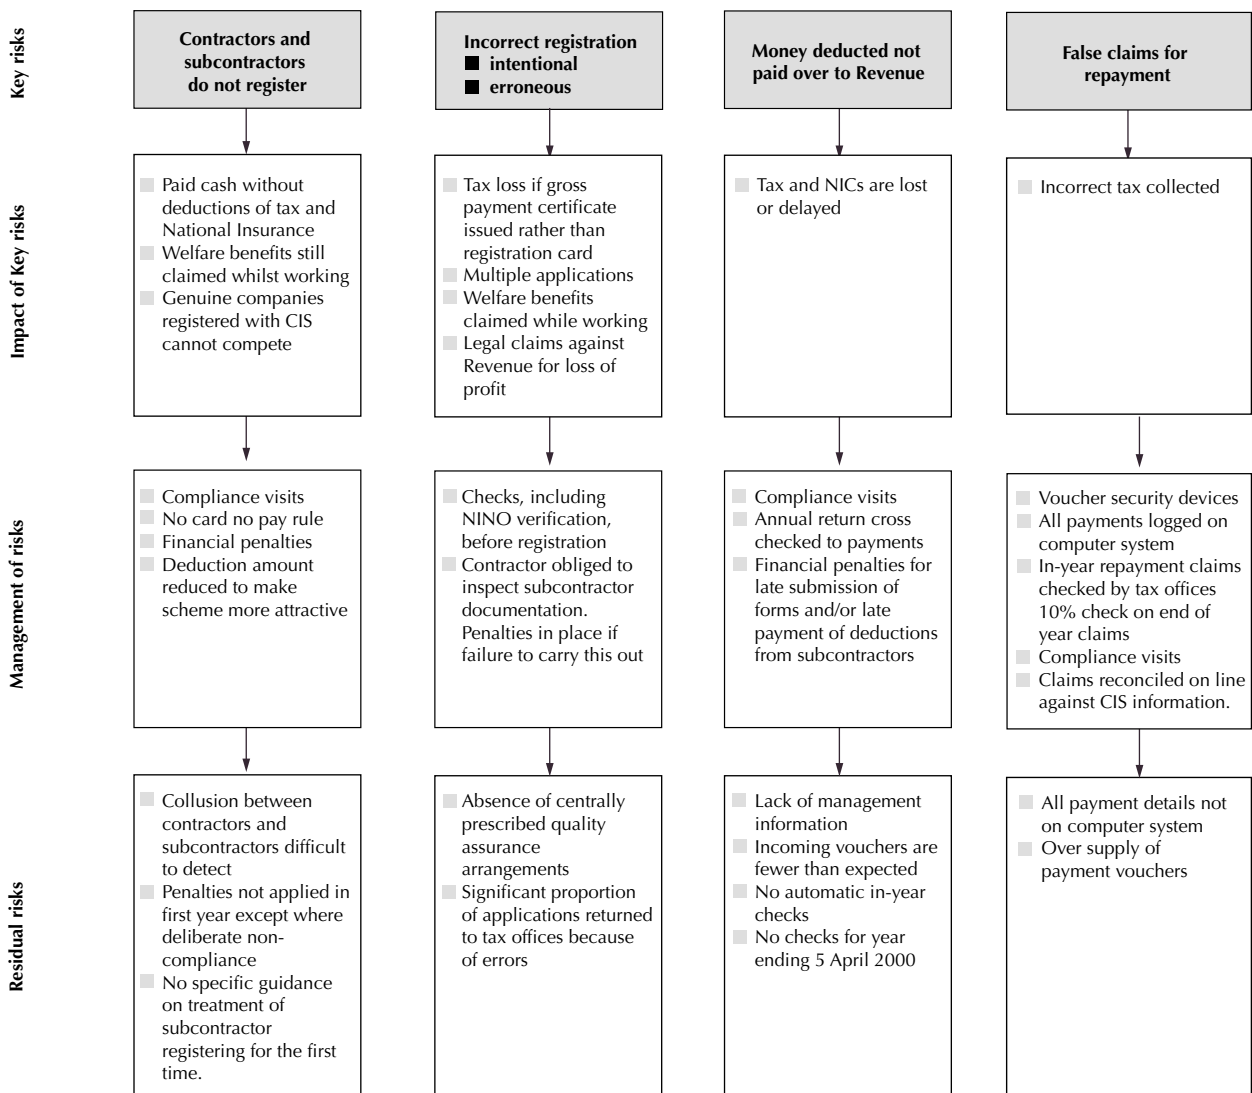 Key risks
Contractors and
subcontractors
do not register
Incorrect registration
intentional
erroneous
Money deducted not
paid over to Revenue
False claims for
repayment
Impact of Key risks
Paid cash without
deductions of tax and
National Insurance
Welfare benefits still
claimed whilst working
Genuine companies
registered with CIS
cannot compete
Tax loss if gross
payment certificate
issued rather than
registration card
Multiple applications
Welfare benefits
claimed while working
Legal claims against
Revenue for loss of
profit
Tax and NICs are lost
or delayed
Incorrect tax collected
Management of risks
Compliance visits
No card no pay rule
Financial penalties
Deduction amount
reduced to make
scheme more attractive
Checks, including
NINO verification,
before registration
Contractor obliged to
inspect subcontractor
documentation.
Penalties in place if
failure to carry this out
Compliance visits
Annual return cross
checked to payments
Financial penalties for
late submission of
forms and/or late
payment of deductions
from subcontractors
Voucher security devices
All payments logged on
computer system
In-year repayment claims
checked by tax offices
10% check on end of
year claims
Compliance visits
Claims reconciled on line
against CIS information.
Residual risks
Collusion between
contractors and
subcontractors difficult
to detect
Penalties not applied in
first year except where
deliberate non-
compliance
No specific guidance
on treatment of
subcontractor
registering for the first
time.
Absence of centrally
prescribed quality
assurance
arrangements
Significant proportion
of applications returned
to tax offices because
of errors
Lack of management
information
Incoming vouchers are
fewer than expected
No automatic in-year
checks
No checks for year
ending 5 April 2000
All payment details not
on computer system
Over supply of
payment vouchers